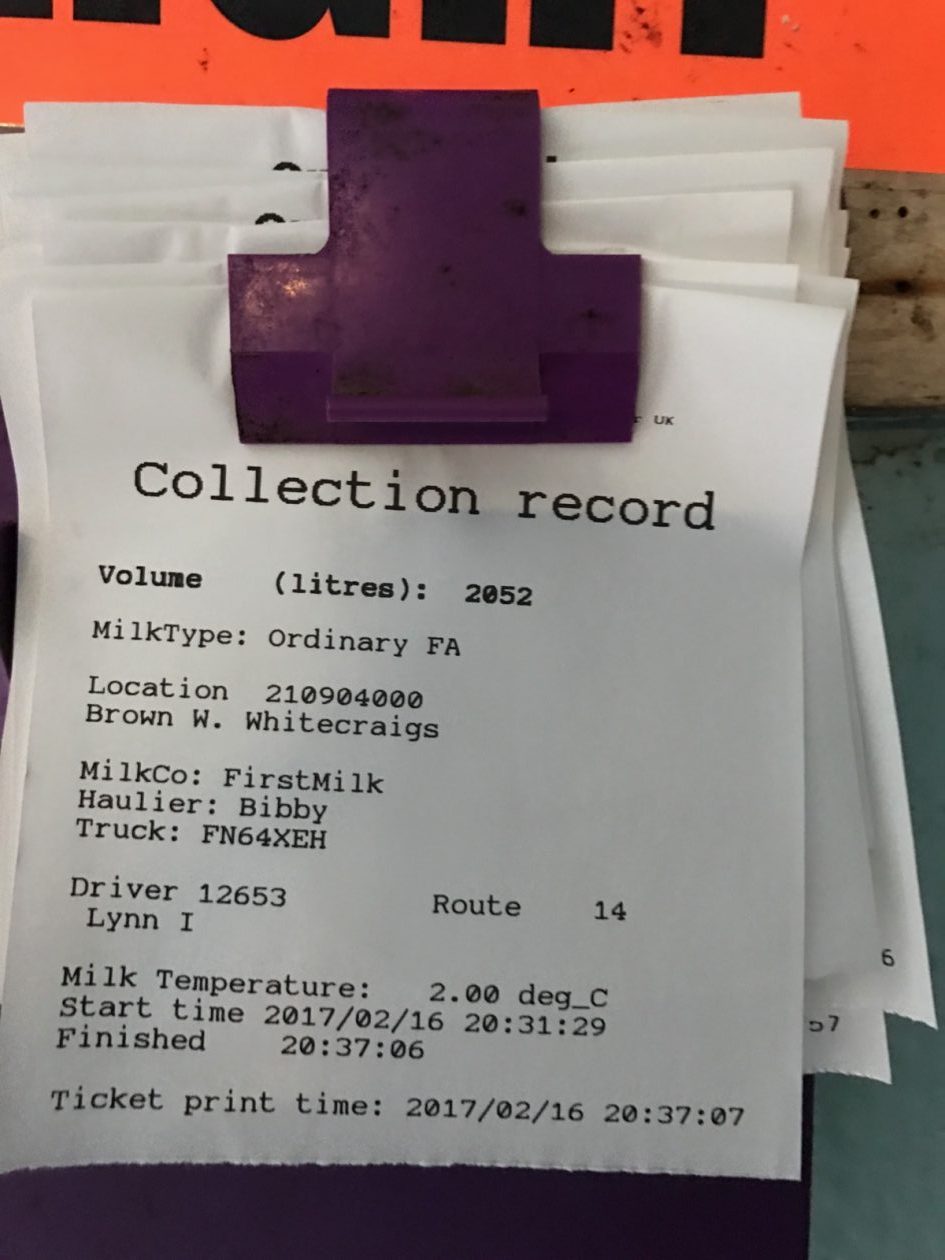 UK
Collection record
Volume (litres): 2052
MilkType: Ordinary FA
Location 210904000
Brown W. Whitecraigs
MilkCo: FirstMilk
Haulier: Bibby
Truck: FN64XEH
Driver 12653 Route 14
Lynn I
Milk Temperature: 2.00 deg_C
Start time 2017/02/16 20:31:29
Finished 20:37:06
Ticket print time: 2017/02/16 20:37:07
6
57